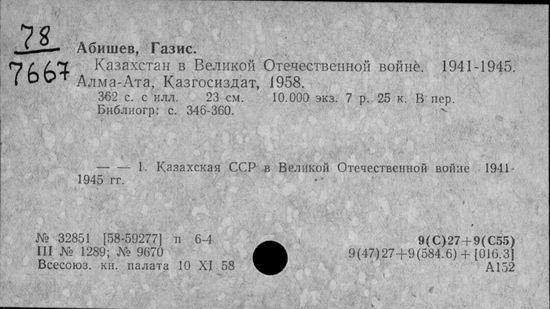 78
7667
Абишев, Газис.
Казахстан в Великой Отечественной войне. 1941-1945.
Алма-Ата, Казгосиздат, 1958.
362 с. с илл. 23 см. 10.000 экз. 7 р. 25 к. В пер.
Библиогр: с. 346-360.
— — 1. Казахская ССР в Великой Отечественной войне 1941-
1945 гг.
№ 32851 [58-59277] п 6-4
III № 1289; № 9670
Всесоюз. кн. палата 10 XI 58
9(С)27+9(С55)
9(47)27+9(584.6)+[016.3]
А152